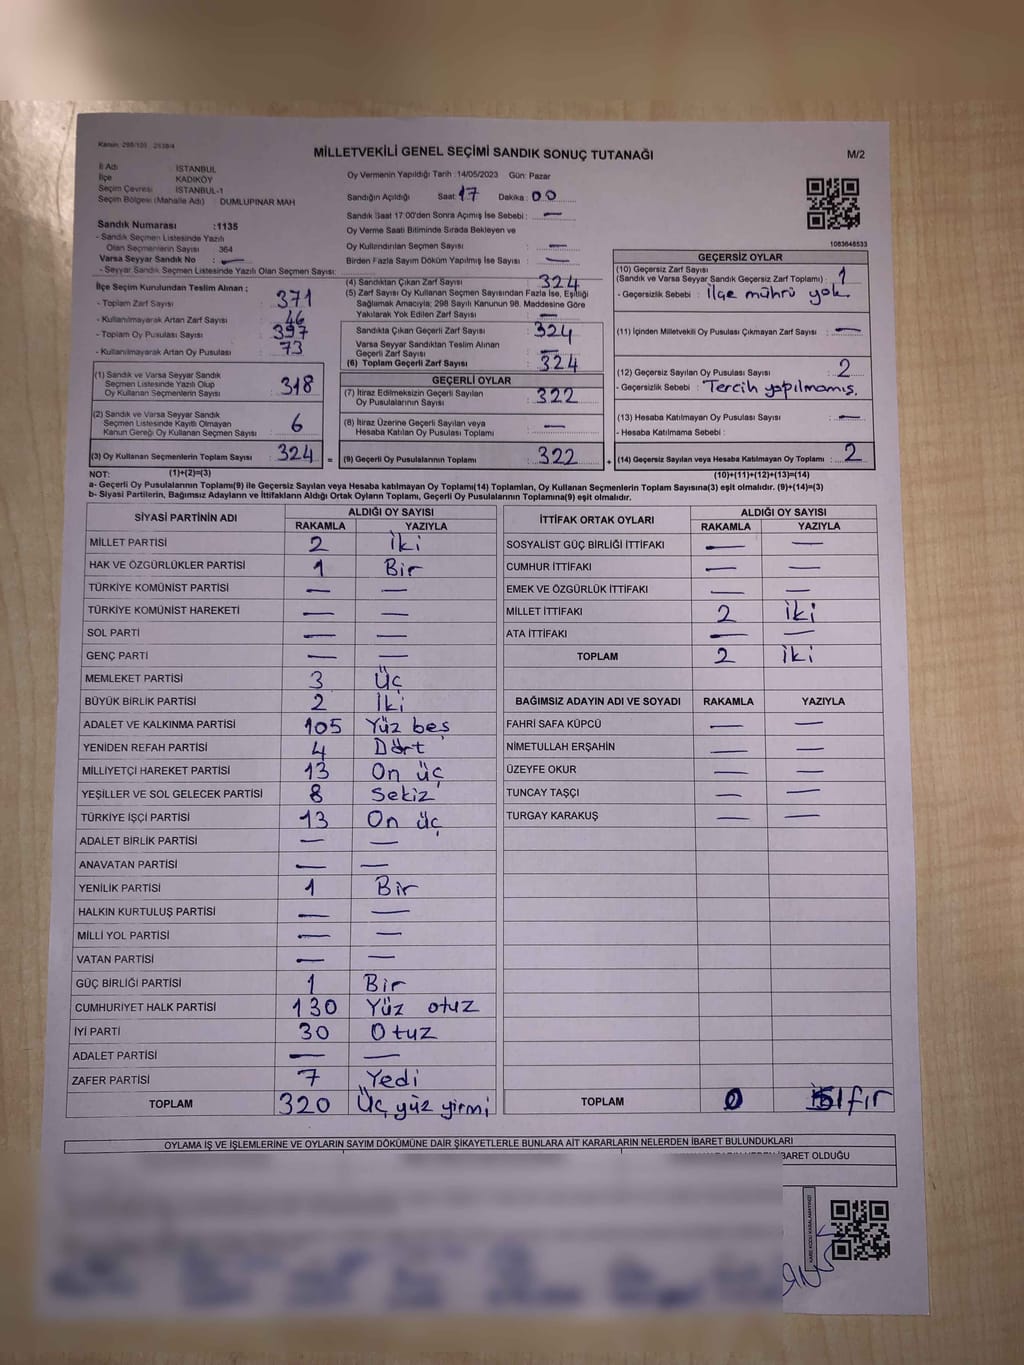 Kanun: 298/105 , 2839/4
MİLLETVEKİLİ GENEL SEÇİMİ SANDIK SONUÇ TUTANAĞI
M/2
İl Adı : İSTANBUL
İlçe : KADIKÖY
Seçim Çevresi : İSTANBUL-1
Seçim Bölgesi (Mahalle Adı) : DUMLUPINAR MAH
Oy Vermenin Yapıldığı Tarih :14/05/2023 Gün: Pazar
Sandığın Açıldığı Saat: 17 Dakika : 00
Sandık Saat 17:00'den Sonra Açımış İse Sebebi : —
Oy Verme Saati Bitiminde Sırada Bekleyen ve
Oy Kullandırılan Seçmen Sayısı : —
Birden Fazla Sayım Döküm Yapılmış İse Sayısı : —
1083648533
Sandık Numarası :1135
- Sandık Seçmen Listesinde Yazılı
Olan Seçmenlerin Sayısı : 364
Varsa Seyyar Sandık No : —
- Seyyar Sandık Seçmen Listesinde Yazılı Olan Seçmen Sayısı:
İlçe Seçim Kurulundan Teslim Alınan ;
- Toplam Zarf Sayısı : 371
- Kullanılmayarak Artan Zarf Sayısı : 46
- Toplam Oy Pusulası Sayısı : 397
- Kullanılmayarak Artan Oy Pusulası : 73
(1) Sandık ve Varsa Seyyar Sandık
Seçmen Listesinde Yazılı Olup
Oy Kullanan Seçmenlerin Sayısı : 318
(2) Sandık ve Varsa Seyyar Sandık
Seçmen Listesinde Kayıtlı Olmayan
Kanun Gereği Oy Kullanan Seçmen Sayısı : 6
(3) Oy Kullanan Seçmenlerin Toplam Sayısı : 324 =
(4) Sandıktan Çıkan Zarf Sayısı : 324
(5) Zarf Sayısı Oy Kullanan Seçmen Sayısından Fazla İse, Eşitliği
Sağlamak Amacıyla; 298 Sayılı Kanunun 98. Maddesine Göre
Yakılarak Yok Edilen Zarf Sayısı : —
Sandıkta Çıkan Geçerli Zarf Sayısı : 324
Varsa Seyyar Sandıktan Teslim Alınan
Geçerli Zarf Sayısı : —
(6) Toplam Geçerli Zarf Sayısı : 324
GEÇERLİ OYLAR
(7) İtiraz Edilmeksizin Geçerli Sayılan
Oy Pusulalarının Sayısı : 322
(8) İtiraz Üzerine Geçerli Sayılan veya
Hesaba Katılan Oy Pusulası Toplamı : —
(9) Geçerli Oy Pusulalarının Toplamı : 322 +
GEÇERSİZ OYLAR
(10) Geçersiz Zarf Sayısı
(Sandık ve Varsa Seyyar Sandık Geçersiz Zarf Toplamı) : 1
- Geçersizlik Sebebi : İlçe mührü yok.
(11) İçinden Milletvekili Oy Pusulası Çıkmayan Zarf Sayısı : —
(12) Geçersiz Sayılan Oy Pusulası Sayısı : 2
- Geçersizlik Sebebi : Tercih yapılmamış.
(13) Hesaba Katılmayan Oy Pusulası Sayısı : —
- Hesaba Katılmama Sebebi :
(14) Geçersiz Sayılan veya Hesaba Katılmayan Oy Toplamı : 2
NOT: (1)+(2)=(3) (10)+(11)+(12)+(13)=(14)
a- Geçerli Oy Pusulaları Toplamı(9) ile Geçersiz Sayılan veya Hesaba katılmayan Oy Toplamı(14) Toplamları, Oy Kullanan Seçmenlerin Toplam Sayısına(3) eşit olmalıdır. (9)+(14)=(3)
b- Siyasi Partilerin, Bağımsız Adayların ve İttifakların Aldığı Ortak Oyların Toplamı, Geçerli Oy Pusulalarının Toplamına(9) eşit olmalıdır.
SİYASİ PARTİNİN ADI ALDIĞI OY SAYISI
RAKAMLA YAZIYLA
MİLLET PARTİSİ 2 İki
HAK VE ÖZGÜRLÜKLER PARTİSİ 1 Bir
TÜRKİYE KOMÜNİST PARTİSİ — —
TÜRKİYE KOMÜNİST HAREKETİ — —
SOL PARTİ — —
GENÇ PARTİ — —
MEMLEKET PARTİSİ 3 Üç
BÜYÜK BİRLİK PARTİSİ 2 İki
ADALET VE KALKINMA PARTİSİ 105 Yüz beş
YENİDEN REFAH PARTİSİ 4 Dört
MİLLİYETÇİ HAREKET PARTİSİ 13 On üç
YEŞİLLER VE SOL GELECEK PARTİSİ 8 Sekiz
TÜRKİYE İŞÇİ PARTİSİ 13 On üç
ADALET BİRLİK PARTİSİ — —
ANAVATAN PARTİSİ — —
YENİLİK PARTİSİ 1 Bir
HALKIN KURTULUŞ PARTİSİ — —
MİLLİ YOL PARTİSİ — —
VATAN PARTİSİ — —
GÜÇ BİRLİĞİ PARTİSİ 1 Bir
CUMHURİYET HALK PARTİSİ 130 Yüz otuz
İYİ PARTİ 30 Otuz
ADALET PARTİSİ — —
ZAFER PARTİSİ 7 Yedi
TOPLAM 320 Üç yüz yirmi
İTTİFAK ORTAK OYLARI ALDIĞI OY SAYISI
RAKAMLA YAZIYLA
SOSYALİST GÜÇ BİRLİĞİ İTTİFAKI — —
CUMHUR İTTİFAKI — —
EMEK VE ÖZGÜRLÜK İTTİFAKI — —
MİLLET İTTİFAKI 2 İki
ATA İTTİFAKI — —
TOPLAM 2 İki
BAĞIMSIZ ADAYIN ADI VE SOYADI RAKAMLA YAZIYLA
FAHRİ SAFA KÜPCÜ — —
NİMETULLAH ERŞAHİN — —
ÜZEYFE OKUR — —
TUNCAY TAŞÇI — —
TURGAY KARAKUŞ — —
TOPLAM 0 Sıfır
OYLAMA İŞ VE İŞLEMLERİNE VE OYLARIN SAYIM DÖKÜMÜNE DAİR ŞİKAYETLERLE BUNLARA AİT KARARLARIN NELERDEN İBARET BULUNDUKLARI
İBARET OLDUĞU